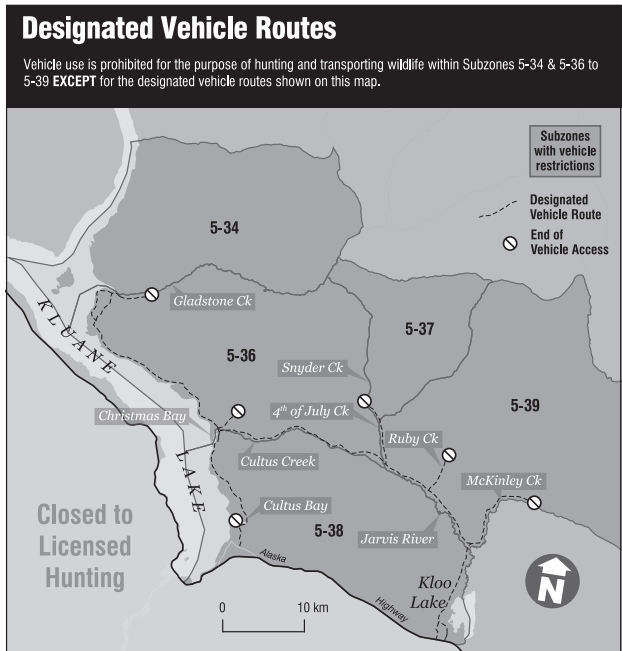 Designated Vehicle Routes
Vehicle use is prohibited for the purpose of hunting and transporting wildlife within Subzones 5-34 & 5-36 to
5-39 EXCEPT for the designated vehicle routes shown on this map.
Subzones
with vehicle
restrictions
Designated
Vehicle Route
End of
Vehicle Access
5-34
Gladstone Ck
5-37
5-36
KLUANE
LAKE
Snyder Ck
5-39
4th of July Ck
Christmas Bay
Ruby Ck
Cultus Creek
McKinley Ck
Cultus Bay
5-38
Jarvis River
Closed to
Licensed
Hunting
Alaska
Highway
Kloo
Lake
0 10 km
N